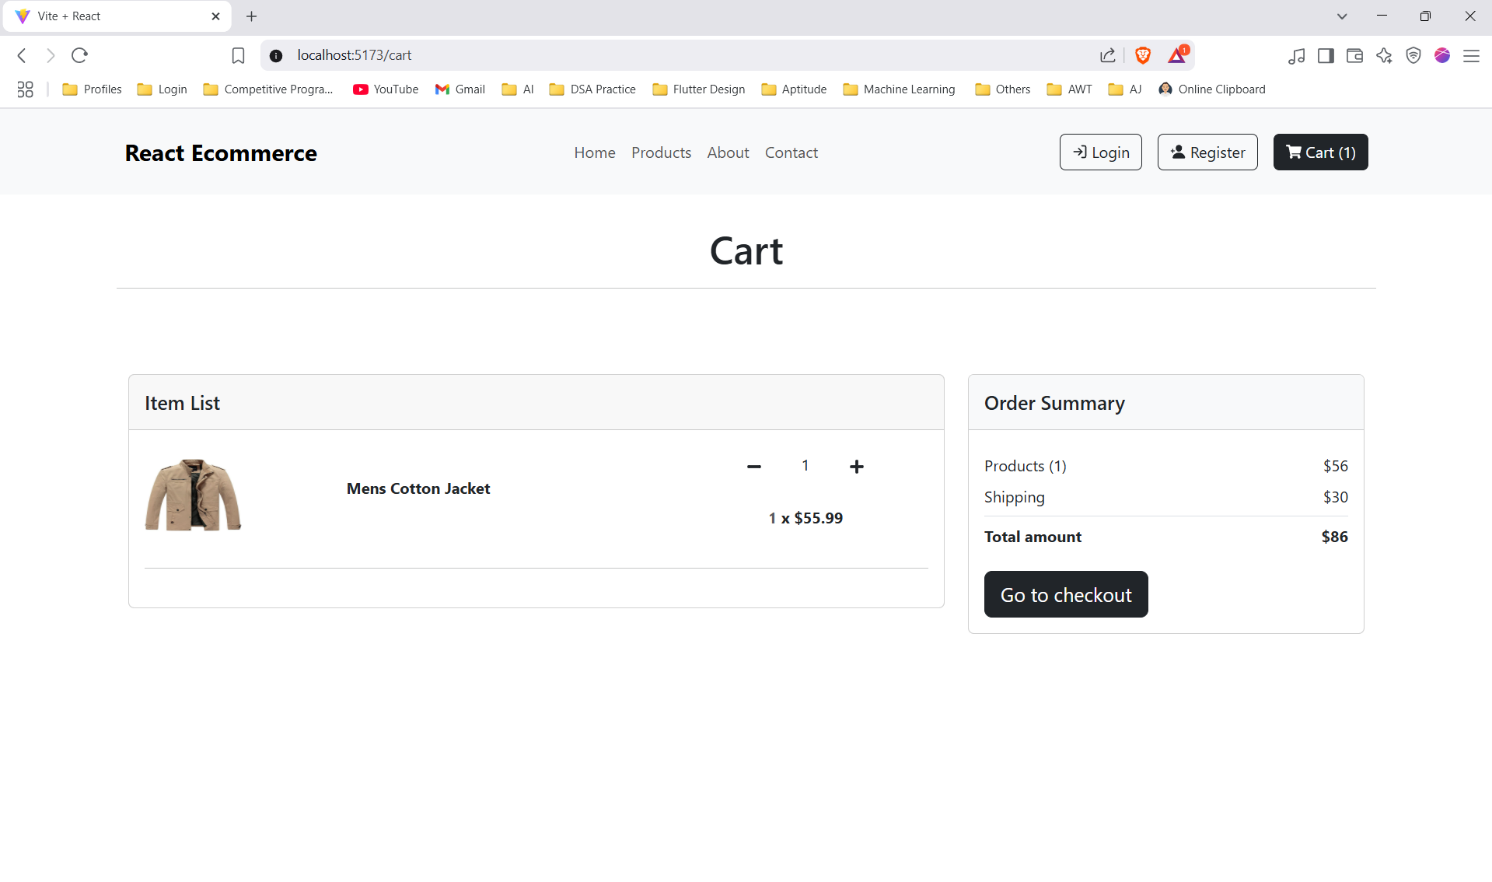 Vite + React
localhost:5173/cart
1
Profiles Login Competitive Progra... YouTube Gmail AI DSA Practice Flutter Design Aptitude Machine Learning Others AWT AJ Online Clipboard
React Ecommerce Home Products About Contact Login Register Cart (1)
Cart
Item List
Mens Cotton Jacket
1
1 x $55.99
Order Summary
Products (1) $56
Shipping $30
Total amount $86
Go to checkout